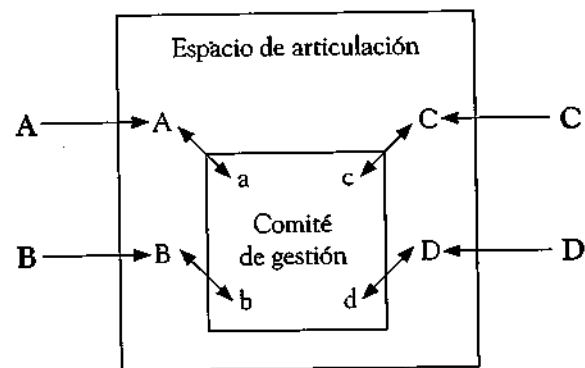 Espacio de articulación
A A C C
a c
Comité
de gestión
B B D D
b d